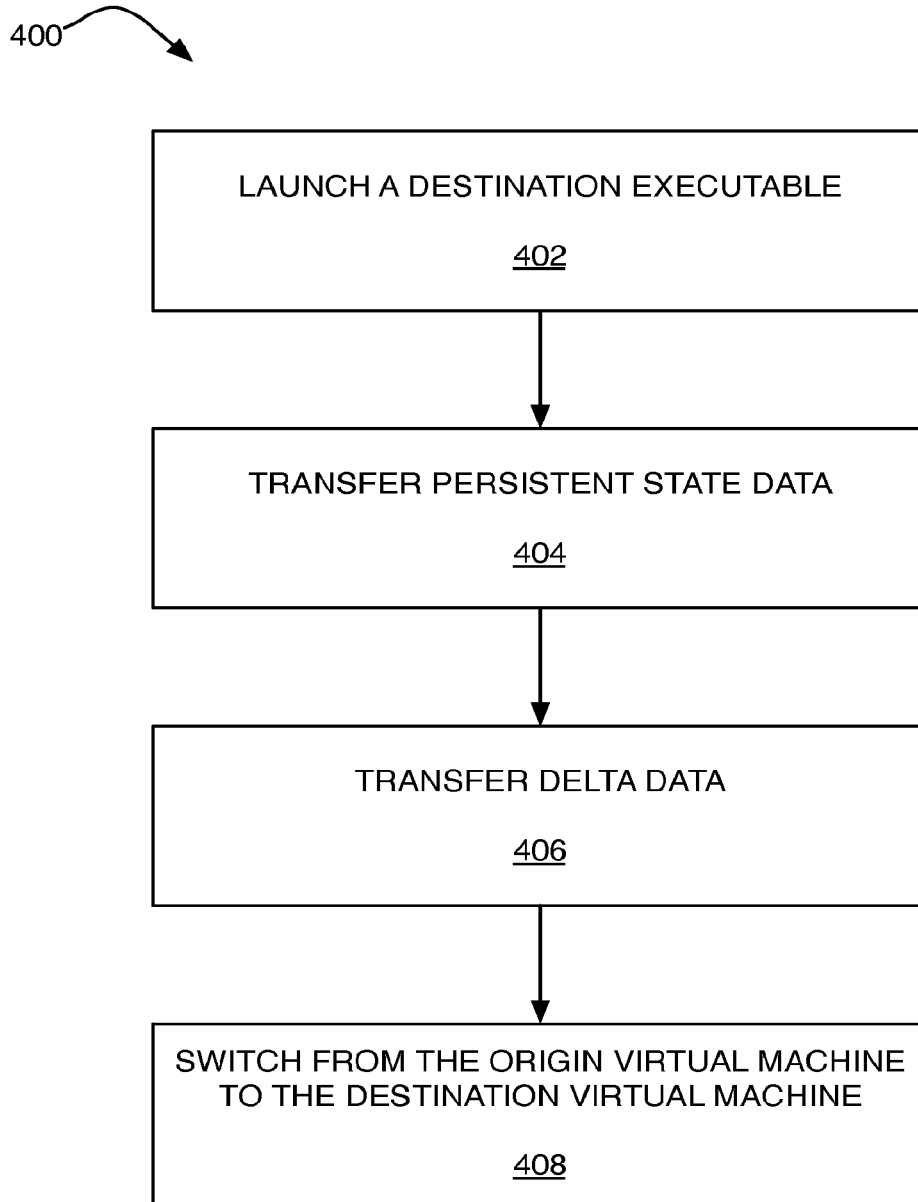 400
LAUNCH A DESTINATION EXECUTABLE
402
TRANSFER PERSISTENT STATE DATA
404
TRANSFER DELTA DATA
406
SWITCH FROM THE ORIGIN VIRTUAL MACHINE
TO THE DESTINATION VIRTUAL MACHINE
408